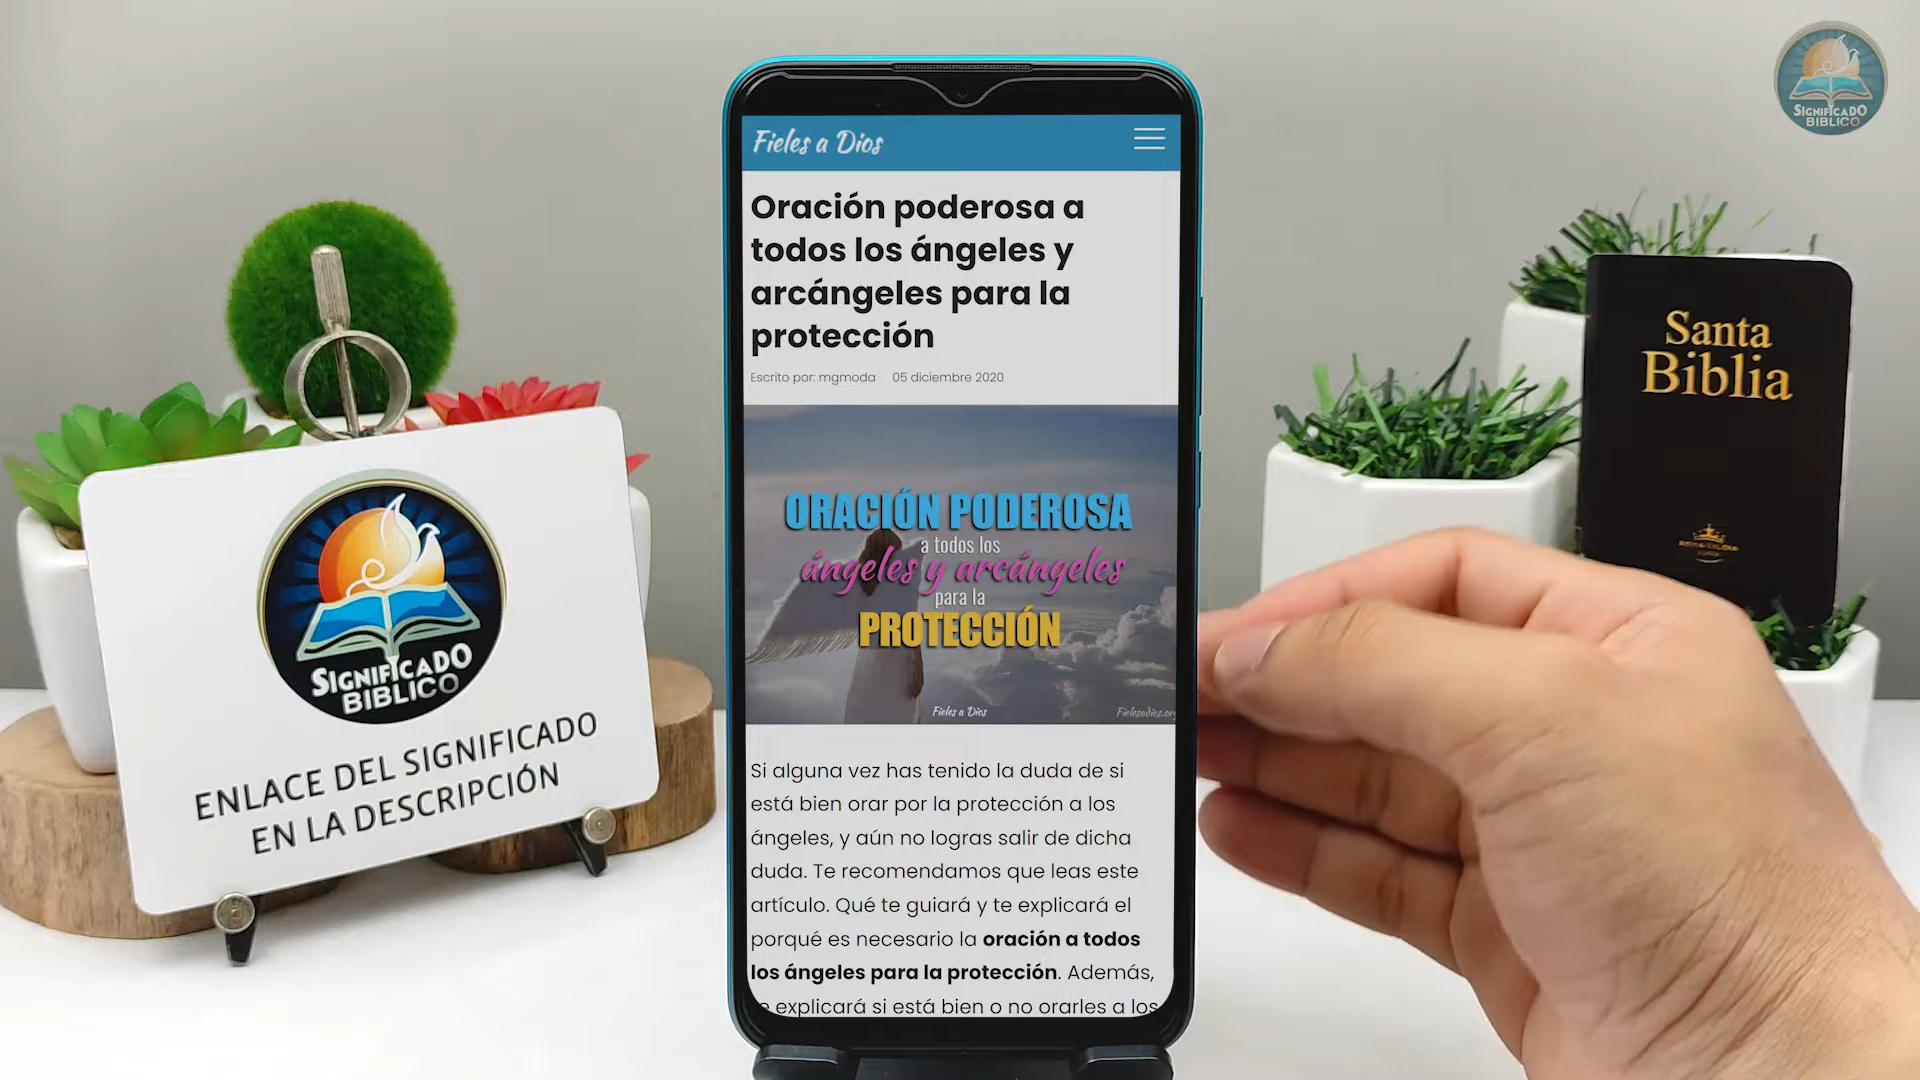 SIGNIFICADO
BIBLICO
Fieles a Dios
Oración poderosa a
todos los ángeles y
arcángeles para la
protección
Escrito por: mgmoda 05 diciembre 2020
ORACIÓN PODEROSA
a todos los
ángeles y arcángeles
para la
PROTECCIÓN
Fieles a Dios
Fielesadios.org
Si alguna vez has tenido la duda de si
está bien orar por la protección a los
ángeles, y aún no logras salir de dicha
duda. Te recomendamos que leas este
artículo. Qué te guiará y te explicará el
porqué es necesario la oración a todos
los ángeles para la protección. Además,
explicará si está bien o no orarles a los
SIGNIFICADO
BIBLICO
ENLACE DEL SIGNIFICADO
EN LA DESCRIPCIÓN
Santa
Biblia